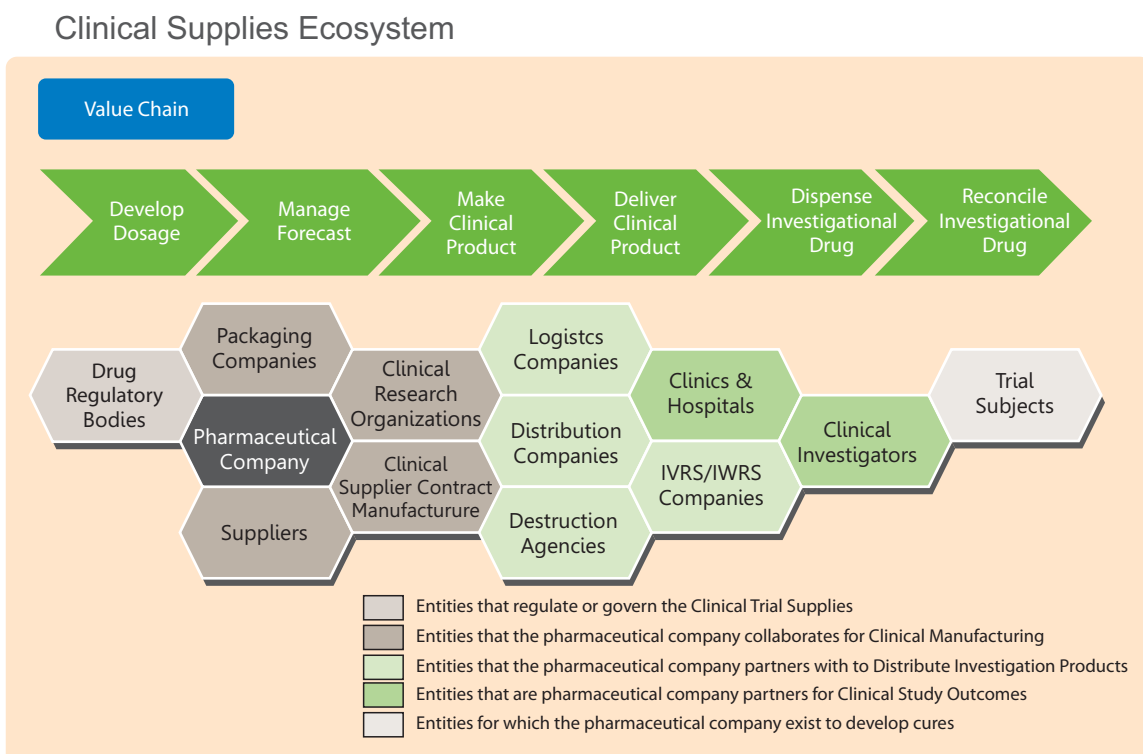 Clinical Supplies Ecosystem
Value Chain
Develop
Dosage
Manage
Forecast
Make
Clinical
Product
Deliver
Clinical
Product
Dispense
Investigational
Drug
Reconcile
Investigational
Drug
Drug
Regulatory
Bodies
Packaging
Companies
Pharmaceutical
Company
Suppliers
Clinical
Research
Organizations
Clinical
Supplier Contract
Manufacturure
Logistcs
Companies
Distribution
Companies
Destruction
Agencies
Clinics &
Hospitals
IVRS/IWRS
Companies
Clinical
Investigators
Trial
Subjects
Entities that regulate or govern the Clinical Trial Supplies
Entities that the pharmaceutical company collaborates for Clinical Manufacturing
Entities that the pharmaceutical company partners with to Distribute Investigation Products
Entities that are pharmaceutical company partners for Clinical Study Outcomes
Entities for which the pharmaceutical company exist to develop cures